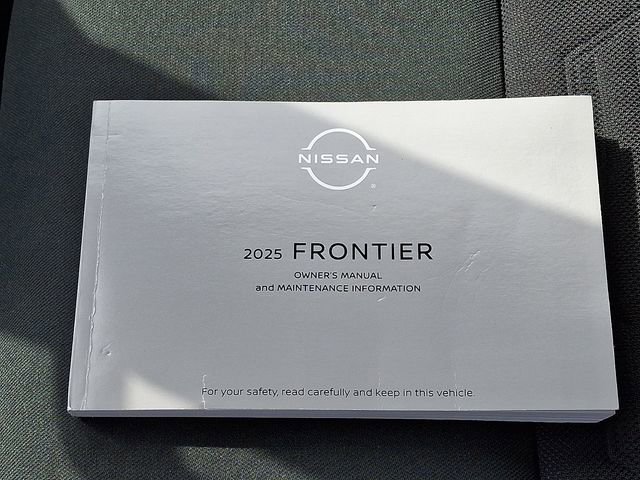 NISSAN
®
2025 FRONTIER
OWNER'S MANUAL
and MAINTENANCE INFORMATION
For your safety, read carefully and keep in this vehicle.